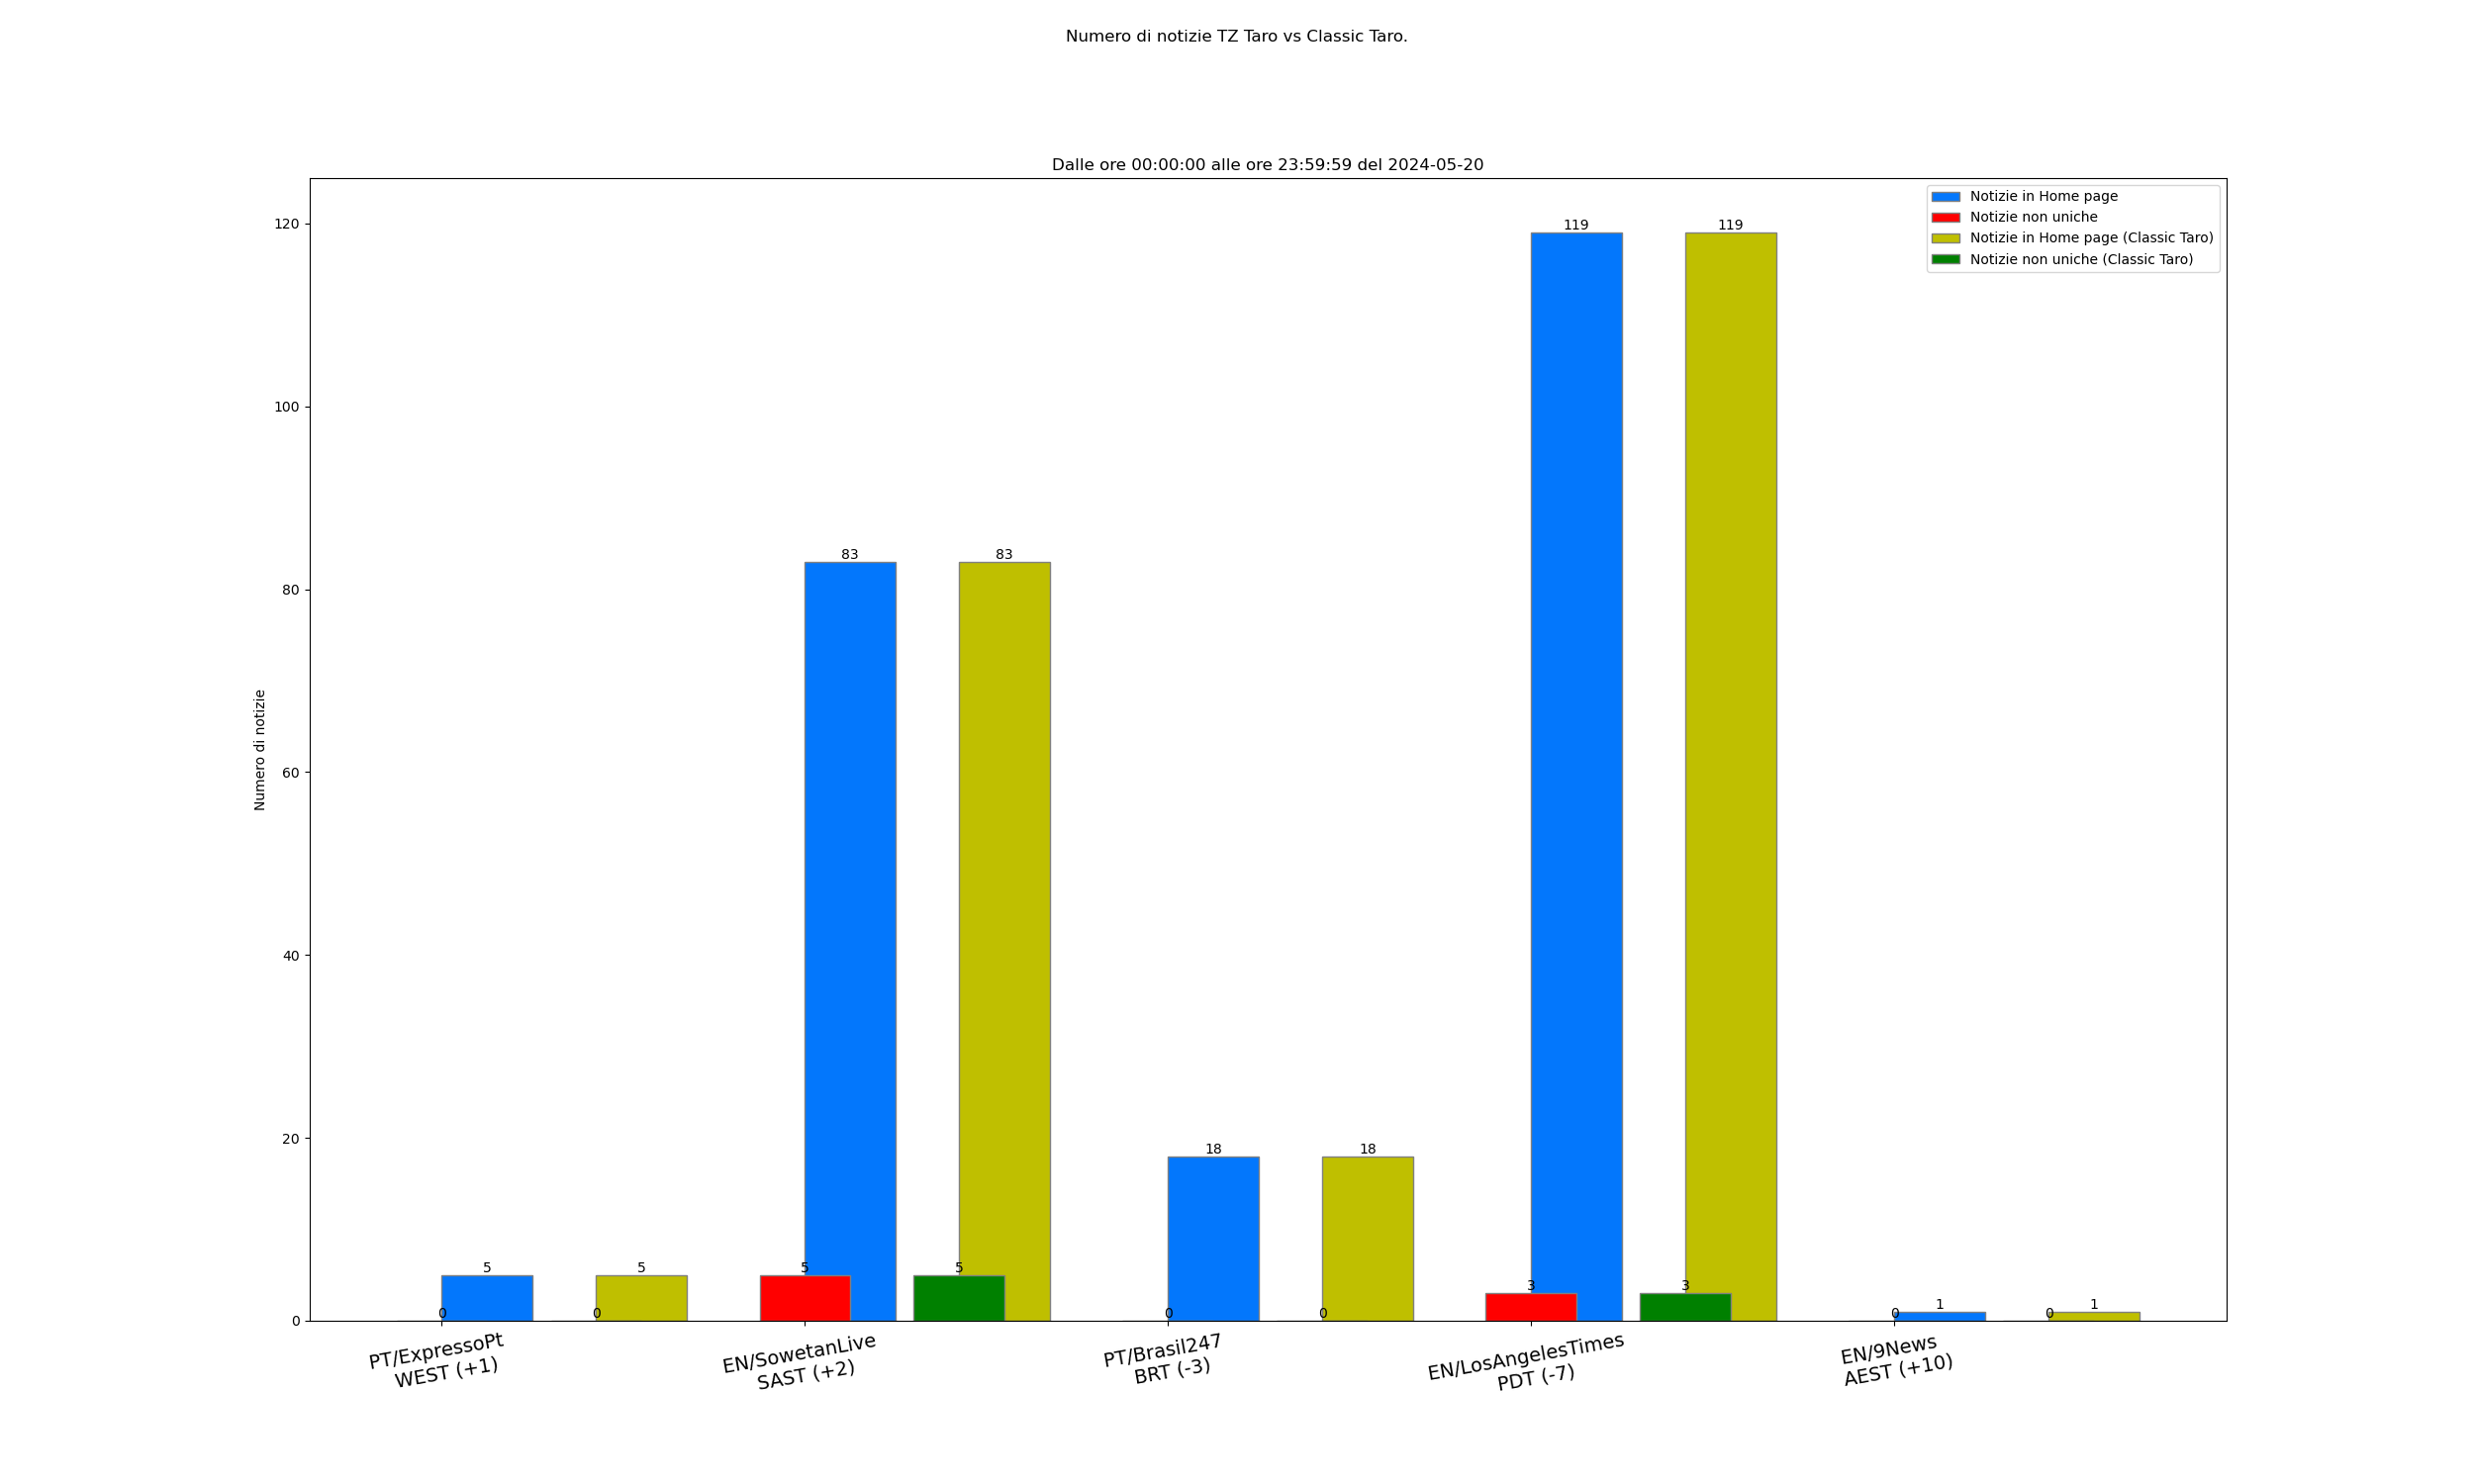 Numero di notizie TZ Taro vs Classic Taro.
Dalle ore 00:00:00 alle ore 23:59:59 del 2024-05-20
Notizie in Home page
Notizie non uniche
Notizie in Home page (Classic Taro)
Notizie non uniche (Classic Taro)
Numero di notizie
120
100
80
60
40
20
0
5
0
5
0
83
5
83
5
18
0
18
0
119
3
119
3
1
0
1
0
PT/ExpressoPt
WEST (+1)
EN/SowetanLive
SAST (+2)
PT/Brasil247
BRT (-3)
EN/LosAngelesTimes
PDT (-7)
EN/9News
AEST (+10)